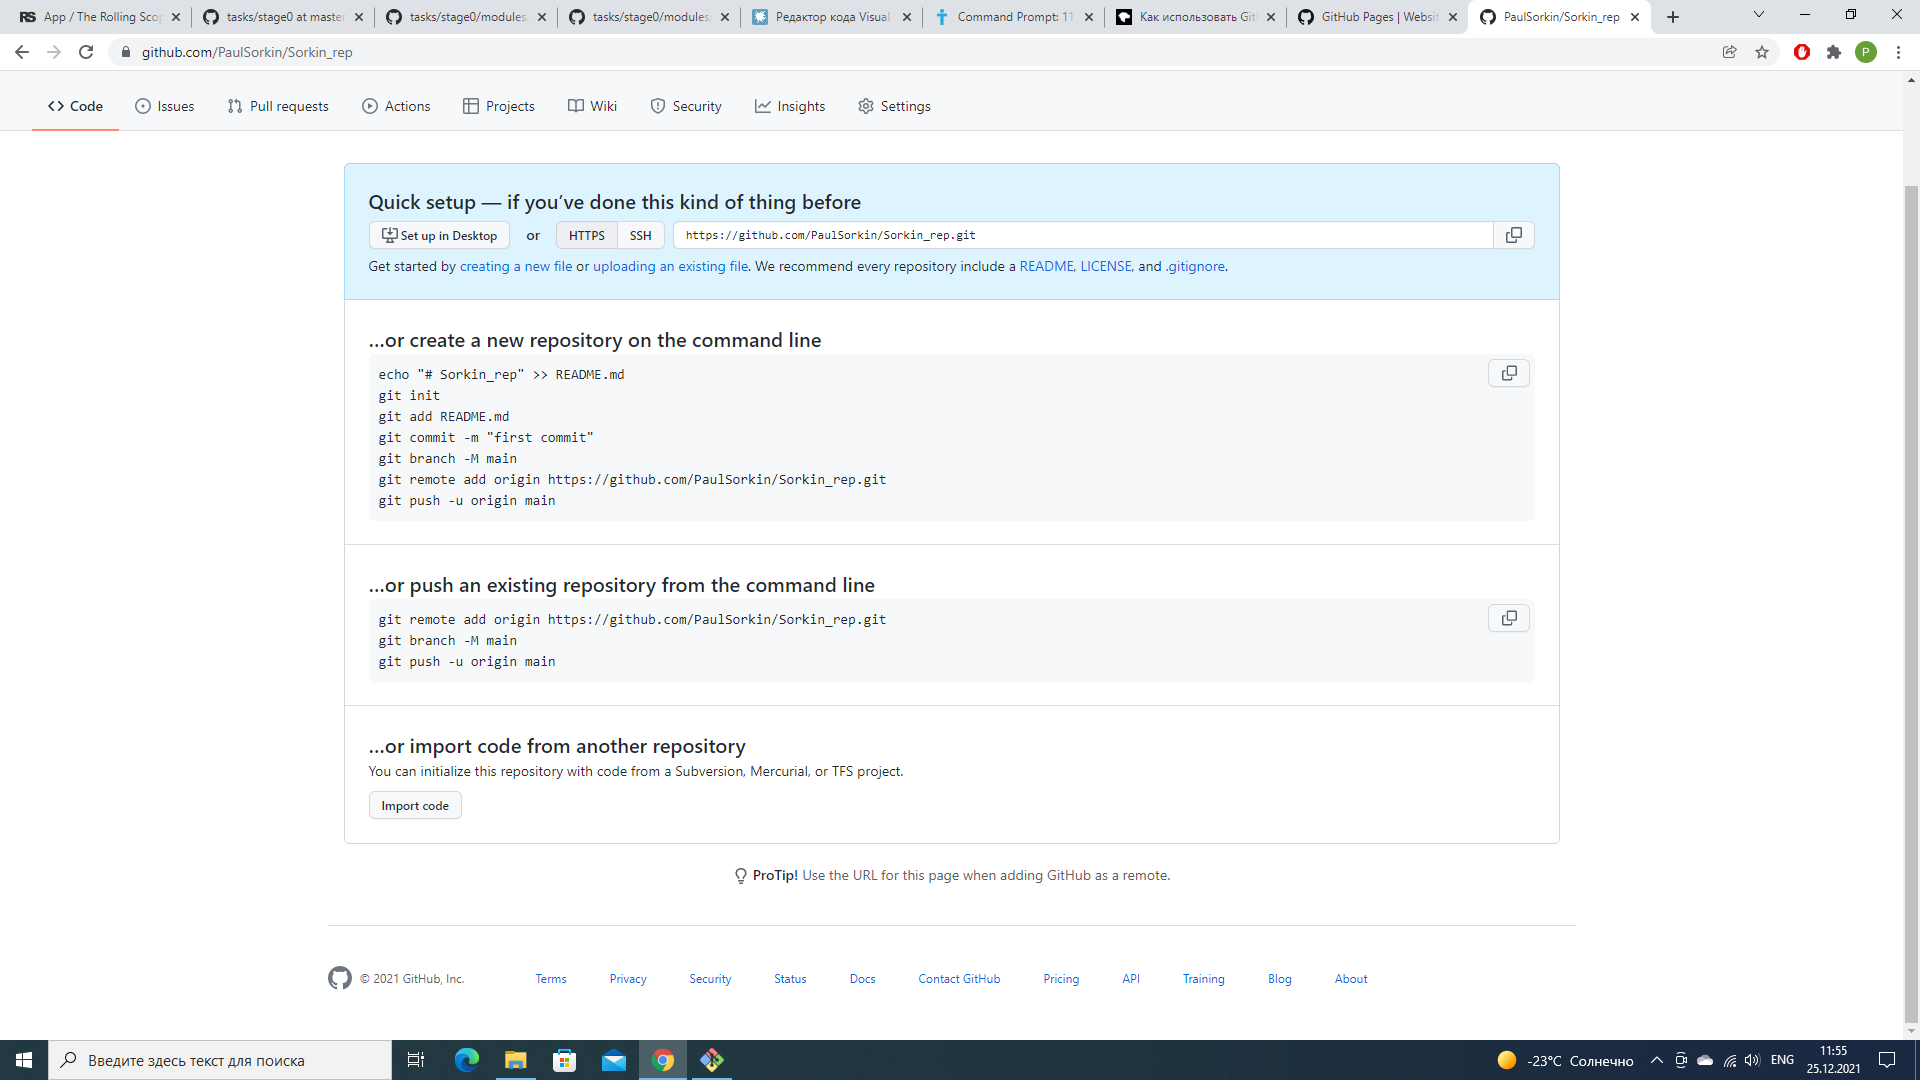 RS App / The Rolling Scop
tasks/stage0 at master
tasks/stage0/modules
tasks/stage0/modules
Редактор кода Visual
Command Prompt: 11
Как использовать Git
GitHub Pages | Websit
PaulSorkin/Sorkin_rep
github.com/PaulSorkin/Sorkin_rep
P
Code
Issues
Pull requests
Actions
Projects
Wiki
Security
Insights
Settings
Quick setup — if you’ve done this kind of thing before
Set up in Desktop or HTTPS SSH https://github.com/PaulSorkin/Sorkin_rep.git
Get started by creating a new file or uploading an existing file. We recommend every repository include a README, LICENSE, and .gitignore.
…or create a new repository on the command line
echo "# Sorkin_rep" >> README.md
git init
git add README.md
git commit -m "first commit"
git branch -M main
git remote add origin https://github.com/PaulSorkin/Sorkin_rep.git
git push -u origin main
…or push an existing repository from the command line
git remote add origin https://github.com/PaulSorkin/Sorkin_rep.git
git branch -M main
git push -u origin main
…or import code from another repository
You can initialize this repository with code from a Subversion, Mercurial, or TFS project.
Import code
ProTip! Use the URL for this page when adding GitHub as a remote.
© 2021 GitHub, Inc.
Terms
Privacy
Security
Status
Docs
Contact GitHub
Pricing
API
Training
Blog
About
Введите здесь текст для поиска
-23°C Солнечно
ENG
11:55
25.12.2021